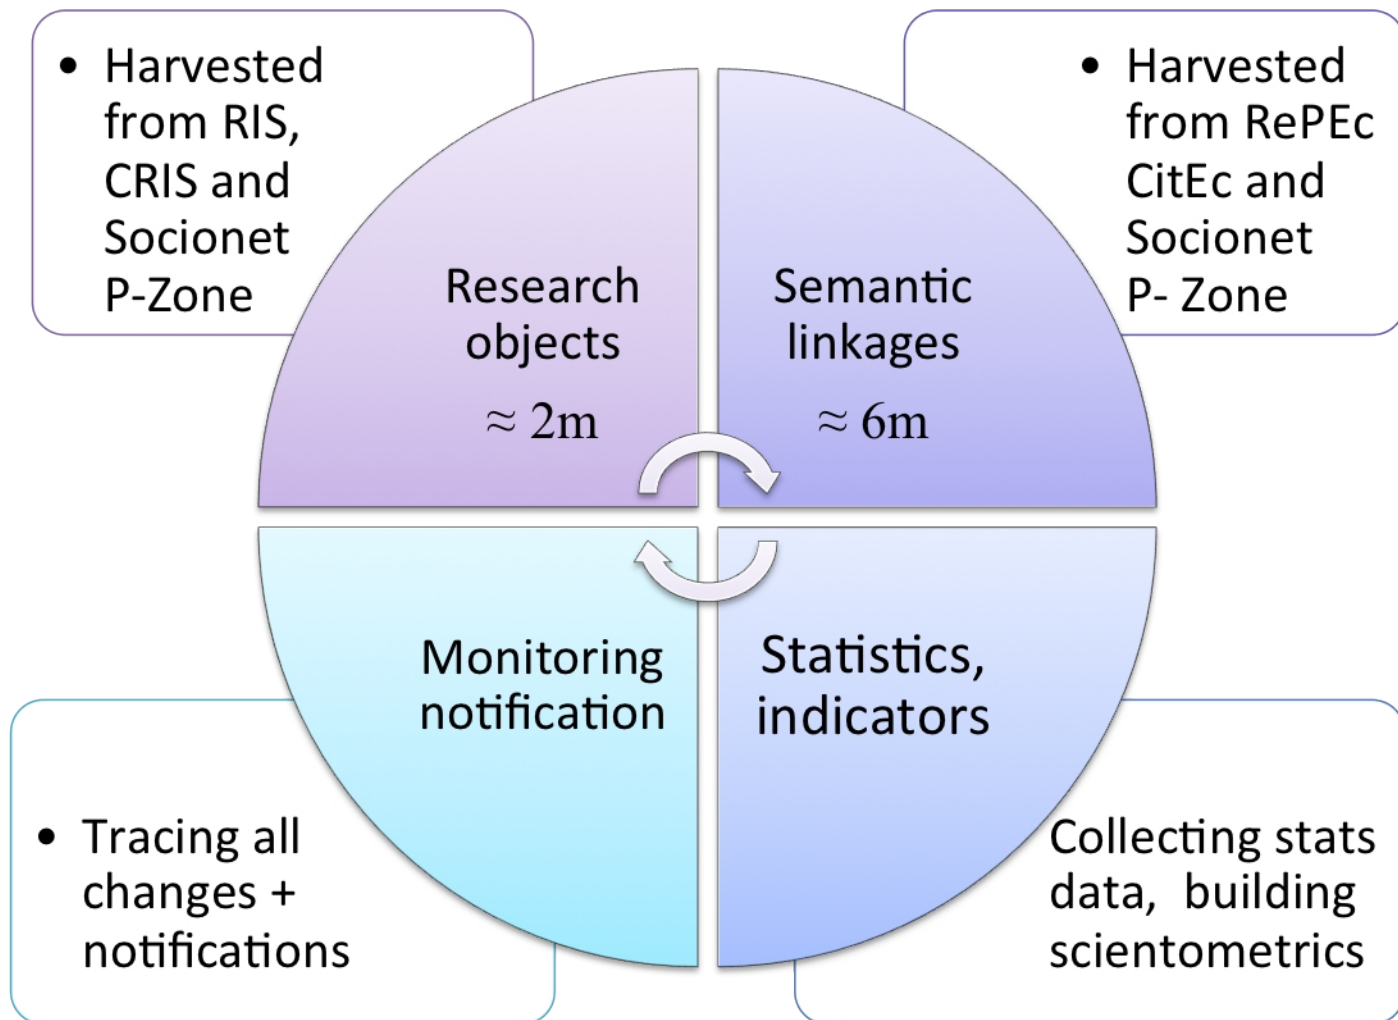 • Harvested
from RIS,
CRIS and
Socionet
P-Zone
• Harvested
from RePEc
CitEc and
Socionet
P- Zone
Research
objects
≈ 2m
Semantic
linkages
≈ 6m
Monitoring
notification
Statistics,
indicators
• Tracing all
changes +
notifications
Collecting stats
data, building
scientometrics